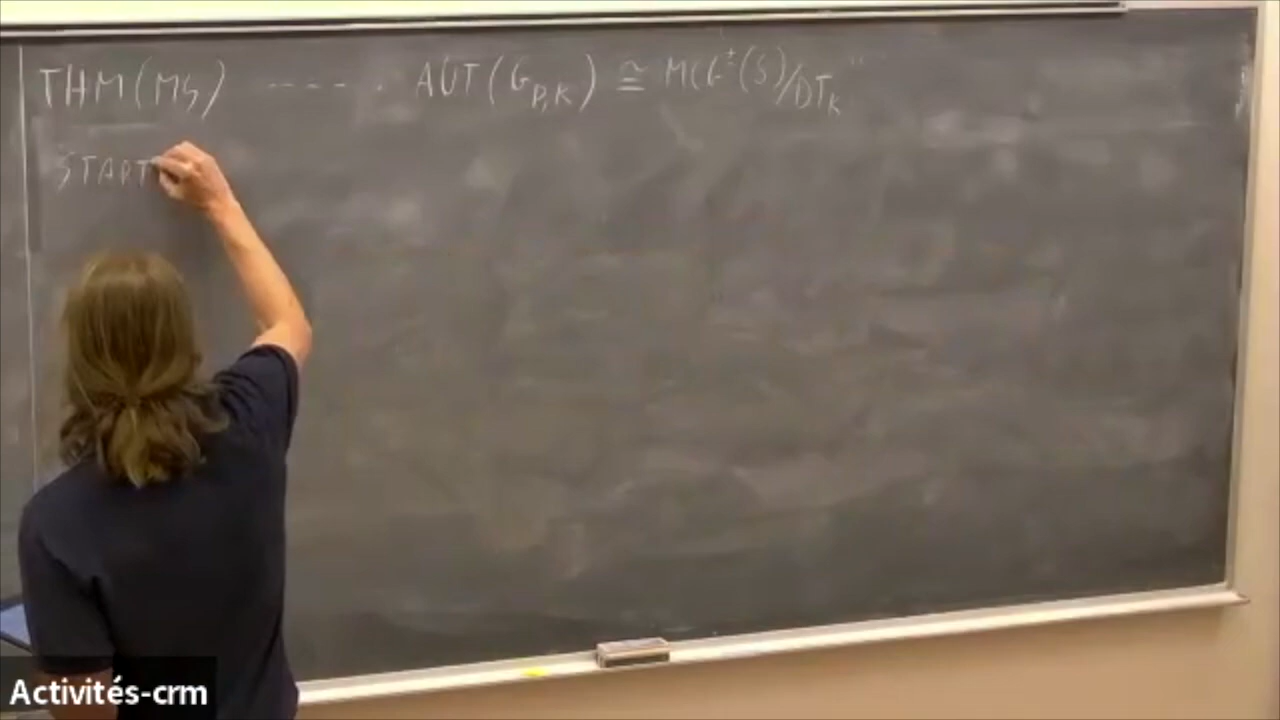 THM(MS) ---- . AUT(G_{P,K}) ≅ MCG^±(S)/DT_K "
START
Activités-crm